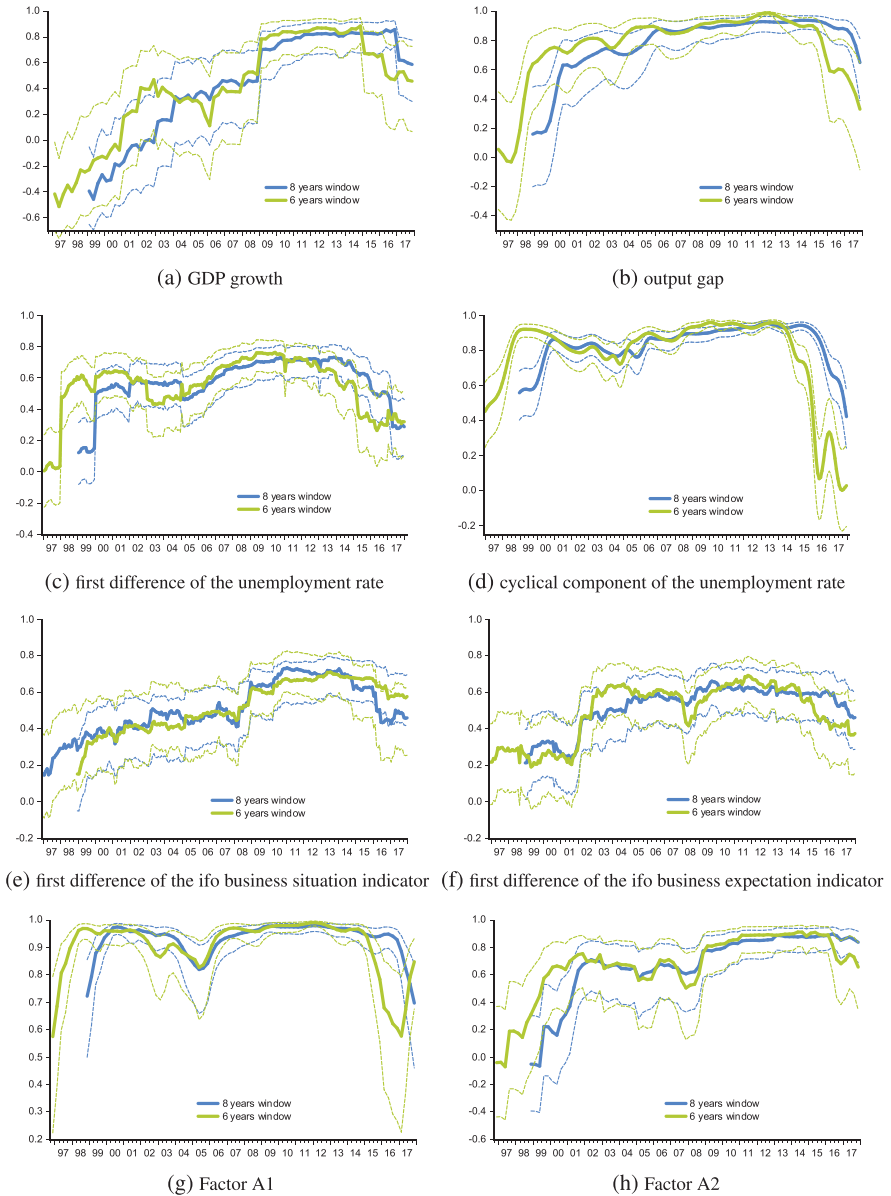 1.0
0.8
0.6
0.4
0.2
0.0
-0.2
-0.4
-0.6
97 98 99 00 01 02 03 04 05 06 07 08 09 10 11 12 13 14 15 16 17
8 years window
6 years window
(a) GDP growth
1.0
0.8
0.6
0.4
0.2
0.0
-0.2
-0.4
97 98 99 00 01 02 03 04 05 06 07 08 09 10 11 12 13 14 15 16 17
8 years window
6 years window
(b) output gap
1.0
0.8
0.6
0.4
0.2
0.0
-0.2
-0.4
97 98 99 00 01 02 03 04 05 06 07 08 09 10 11 12 13 14 15 16 17
8 years window
6 years window
(c) first difference of the unemployment rate
1.0
0.8
0.6
0.4
0.2
0.0
-0.2
97 98 99 00 01 02 03 04 05 06 07 08 09 10 11 12 13 14 15 16 17
8 years window
6 years window
(d) cyclical component of the unemployment rate
1.0
0.8
0.6
0.4
0.2
0.0
-0.2
97 98 99 00 01 02 03 04 05 06 07 08 09 10 11 12 13 14 15 16 17
8 years window
6 years window
(e) first difference of the ifo business situation indicator
1.0
0.8
0.6
0.4
0.2
0.0
-0.2
97 98 99 00 01 02 03 04 05 06 07 08 09 10 11 12 13 14 15 16 17
8 years window
6 years window
(f) first difference of the ifo business expectation indicator
1.0
0.9
0.8
0.7
0.6
0.5
0.4
0.3
0.2
97 98 99 00 01 02 03 04 05 06 07 08 09 10 11 12 13 14 15 16 17
8 years window
6 years window
(g) Factor A1
1.0
0.8
0.6
0.4
0.2
0.0
-0.2
-0.4
-0.6
97 98 99 00 01 02 03 04 05 06 07 08 09 10 11 12 13 14 15 16 17
8 years window
6 years window
(h) Factor A2